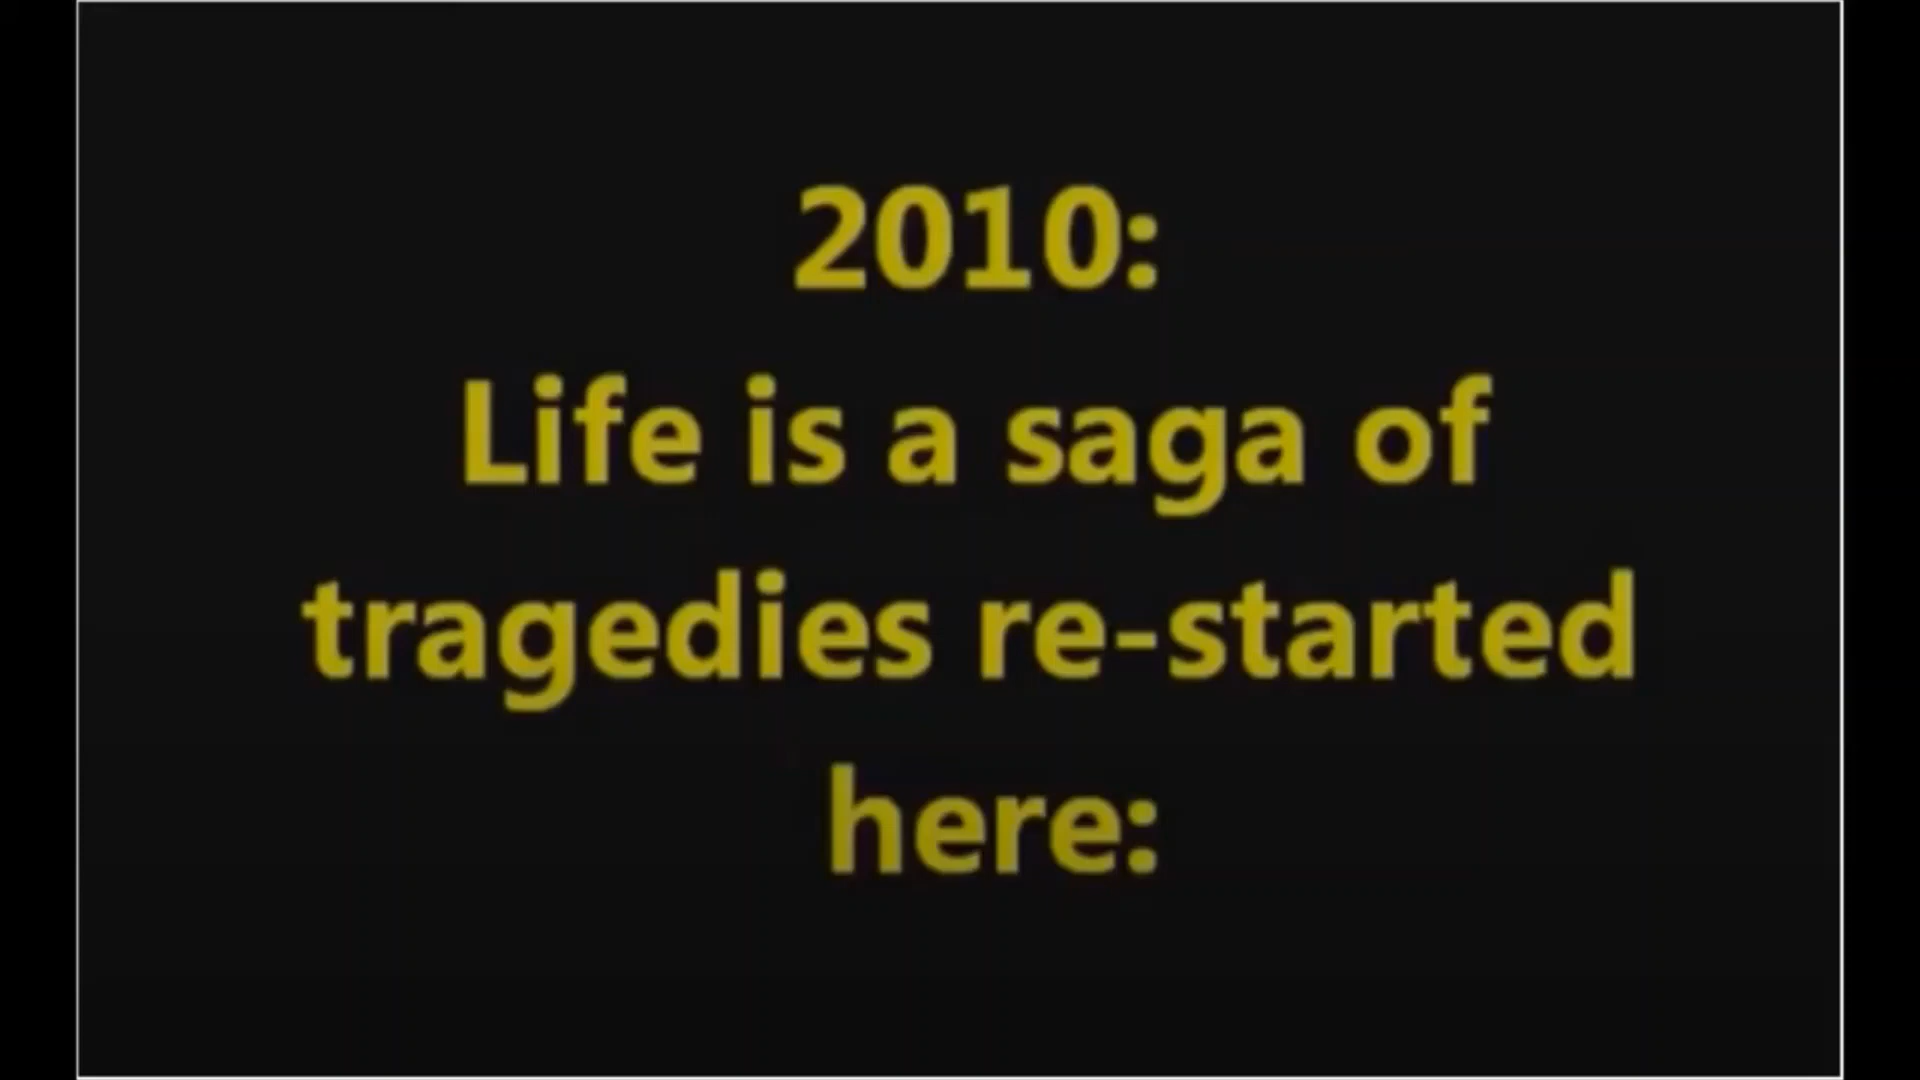 2010:
Life is a saga of
tragedies re-started
here: